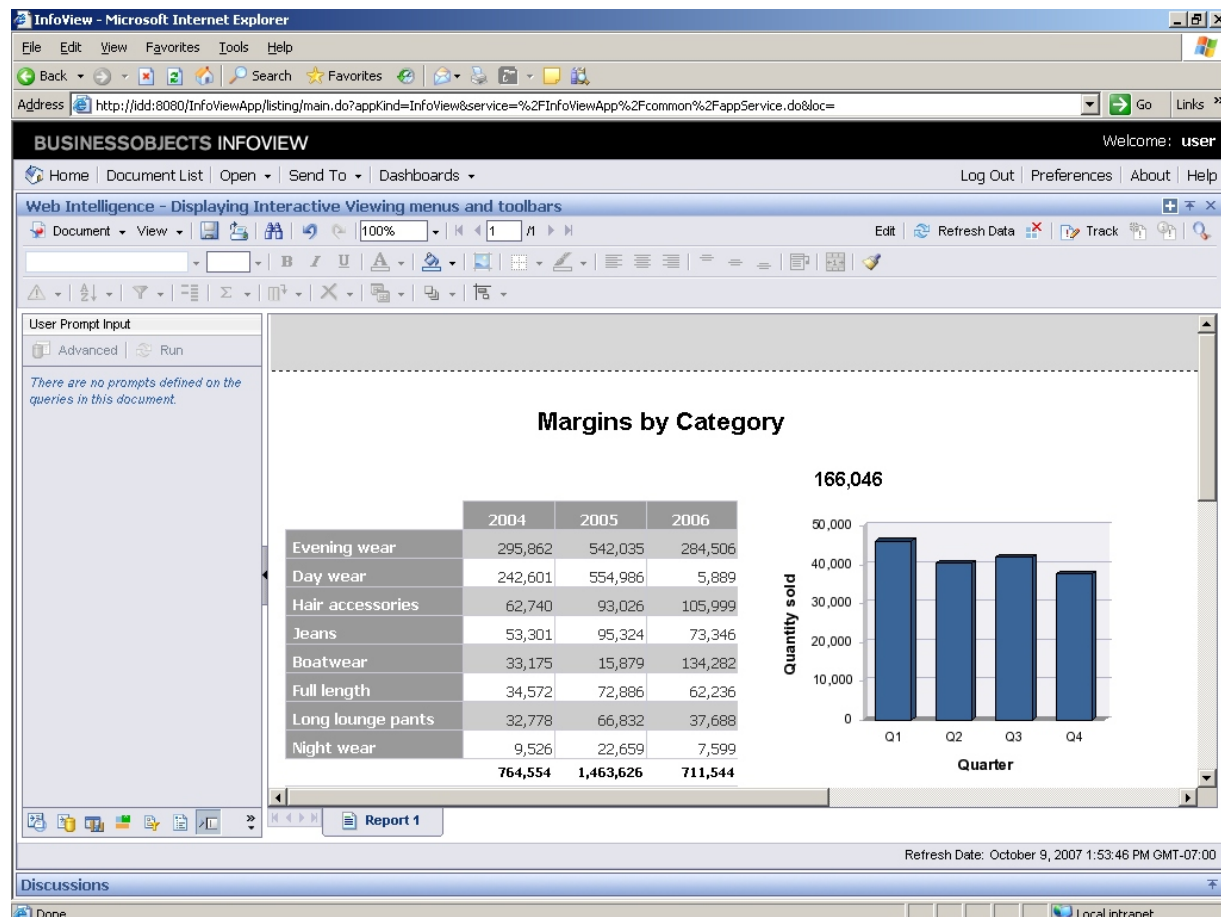 InfoView - Microsoft Internet Explorer
File Edit View Favorites Tools Help
Back Search Favorites
Address http://idd:8080/InfoViewApp/listing/main.do?appKind=InfoView&service=%2FInfoViewApp%2Fcommon%2FappService.do&loc= Go Links »
BUSINESSOBJECTS INFOVIEW Welcome: user
Home Document List Open Send To Dashboards Log Out Preferences About Help
Web Intelligence - Displaying Interactive Viewing menus and toolbars
Document View 100% 1 /1 Edit Refresh Data Track
B I U A
User Prompt Input
Advanced Run
There are no prompts defined on the
queries in this document.
Margins by Category
2004 2005 2006
Evening wear 295,862 542,035 284,506
Day wear 242,601 554,986 5,889
Hair accessories 62,740 93,026 105,999
Jeans 53,301 95,324 73,346
Boatwear 33,175 15,879 134,282
Full length 34,572 72,886 62,236
Long lounge pants 32,778 66,832 37,688
Night wear 9,526 22,659 7,599
764,554 1,463,626 711,544
166,046
Quantity sold
50,000
40,000
30,000
20,000
10,000
0
Q1 Q2 Q3 Q4
Quarter
Report 1
Refresh Date: October 9, 2007 1:53:46 PM GMT-07:00
Discussions
Done Local intranet